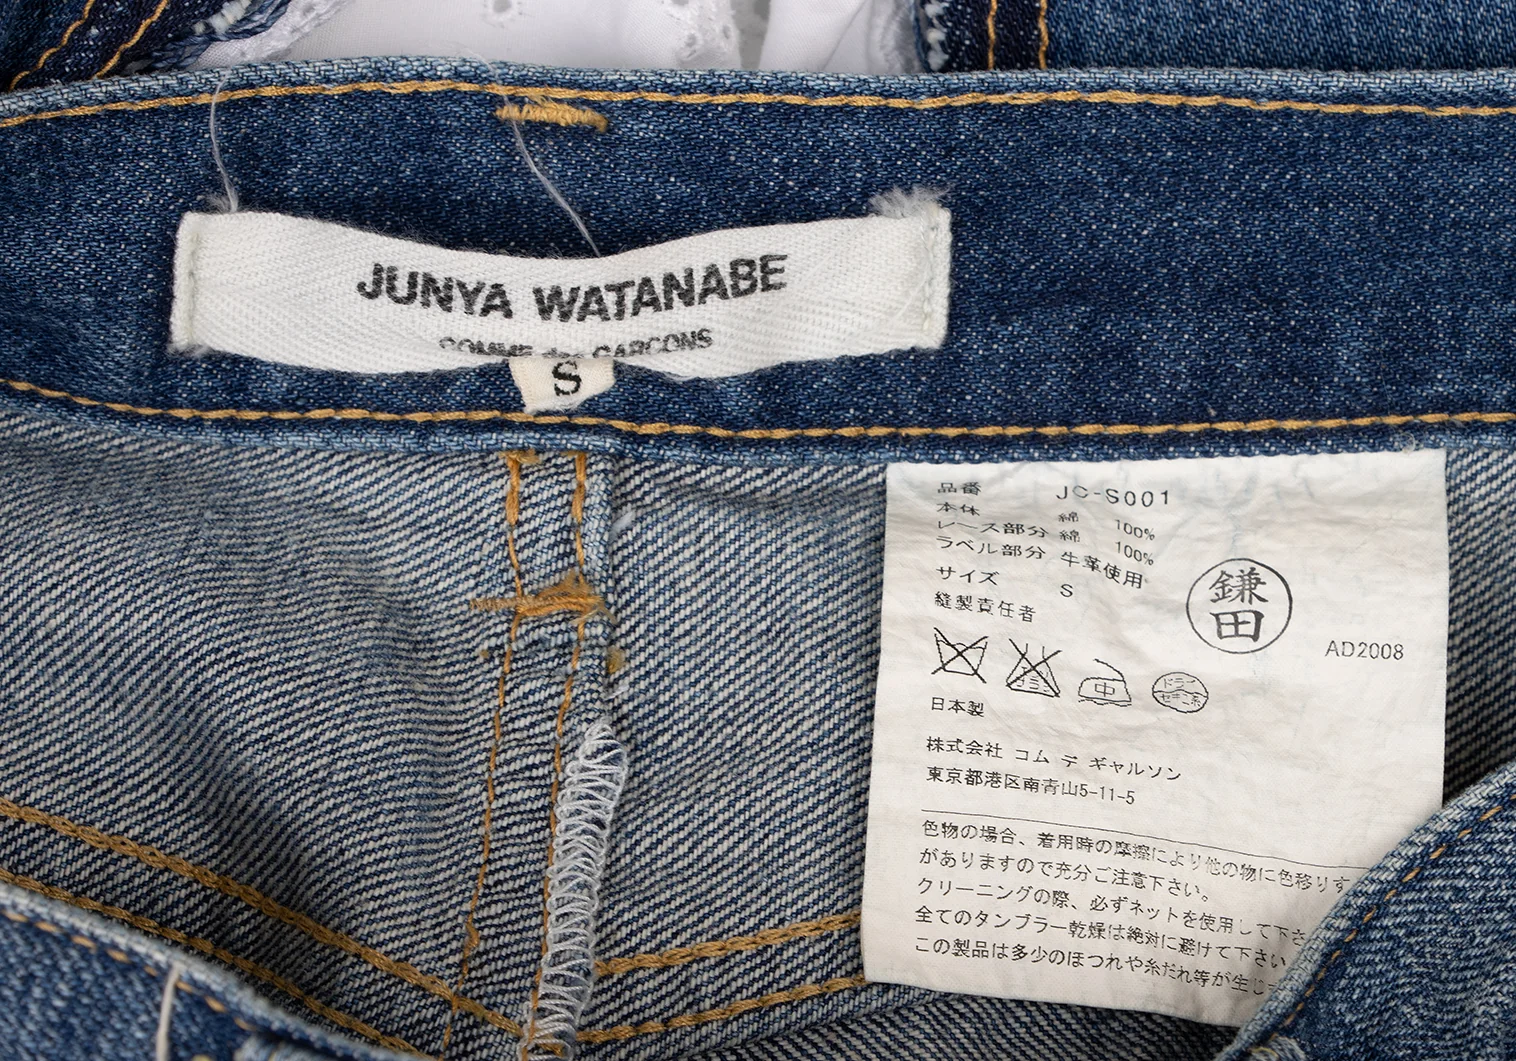 JUNYA WATANABE
COMME des GARCONS
S
品番 JC-S001
本体 綿 100%
レース部分 綿 100%
ラベル部分 牛革使用
サイズ S
縫製責任者
鎌田
AD2008
中
ドライ
セキユ系
日本製
株式会社 コム デ ギャルソン
東京都港区南青山5-11-5
色物の場合、着用時の摩擦により他の物に色移りす
がありますので充分ご注意下さい。
クリーニングの際、必ずネットを使用して下さ
全てのタンブラー乾燥は絶対に避けて下さい
この製品は多少のほつれや糸だれ等が生じ